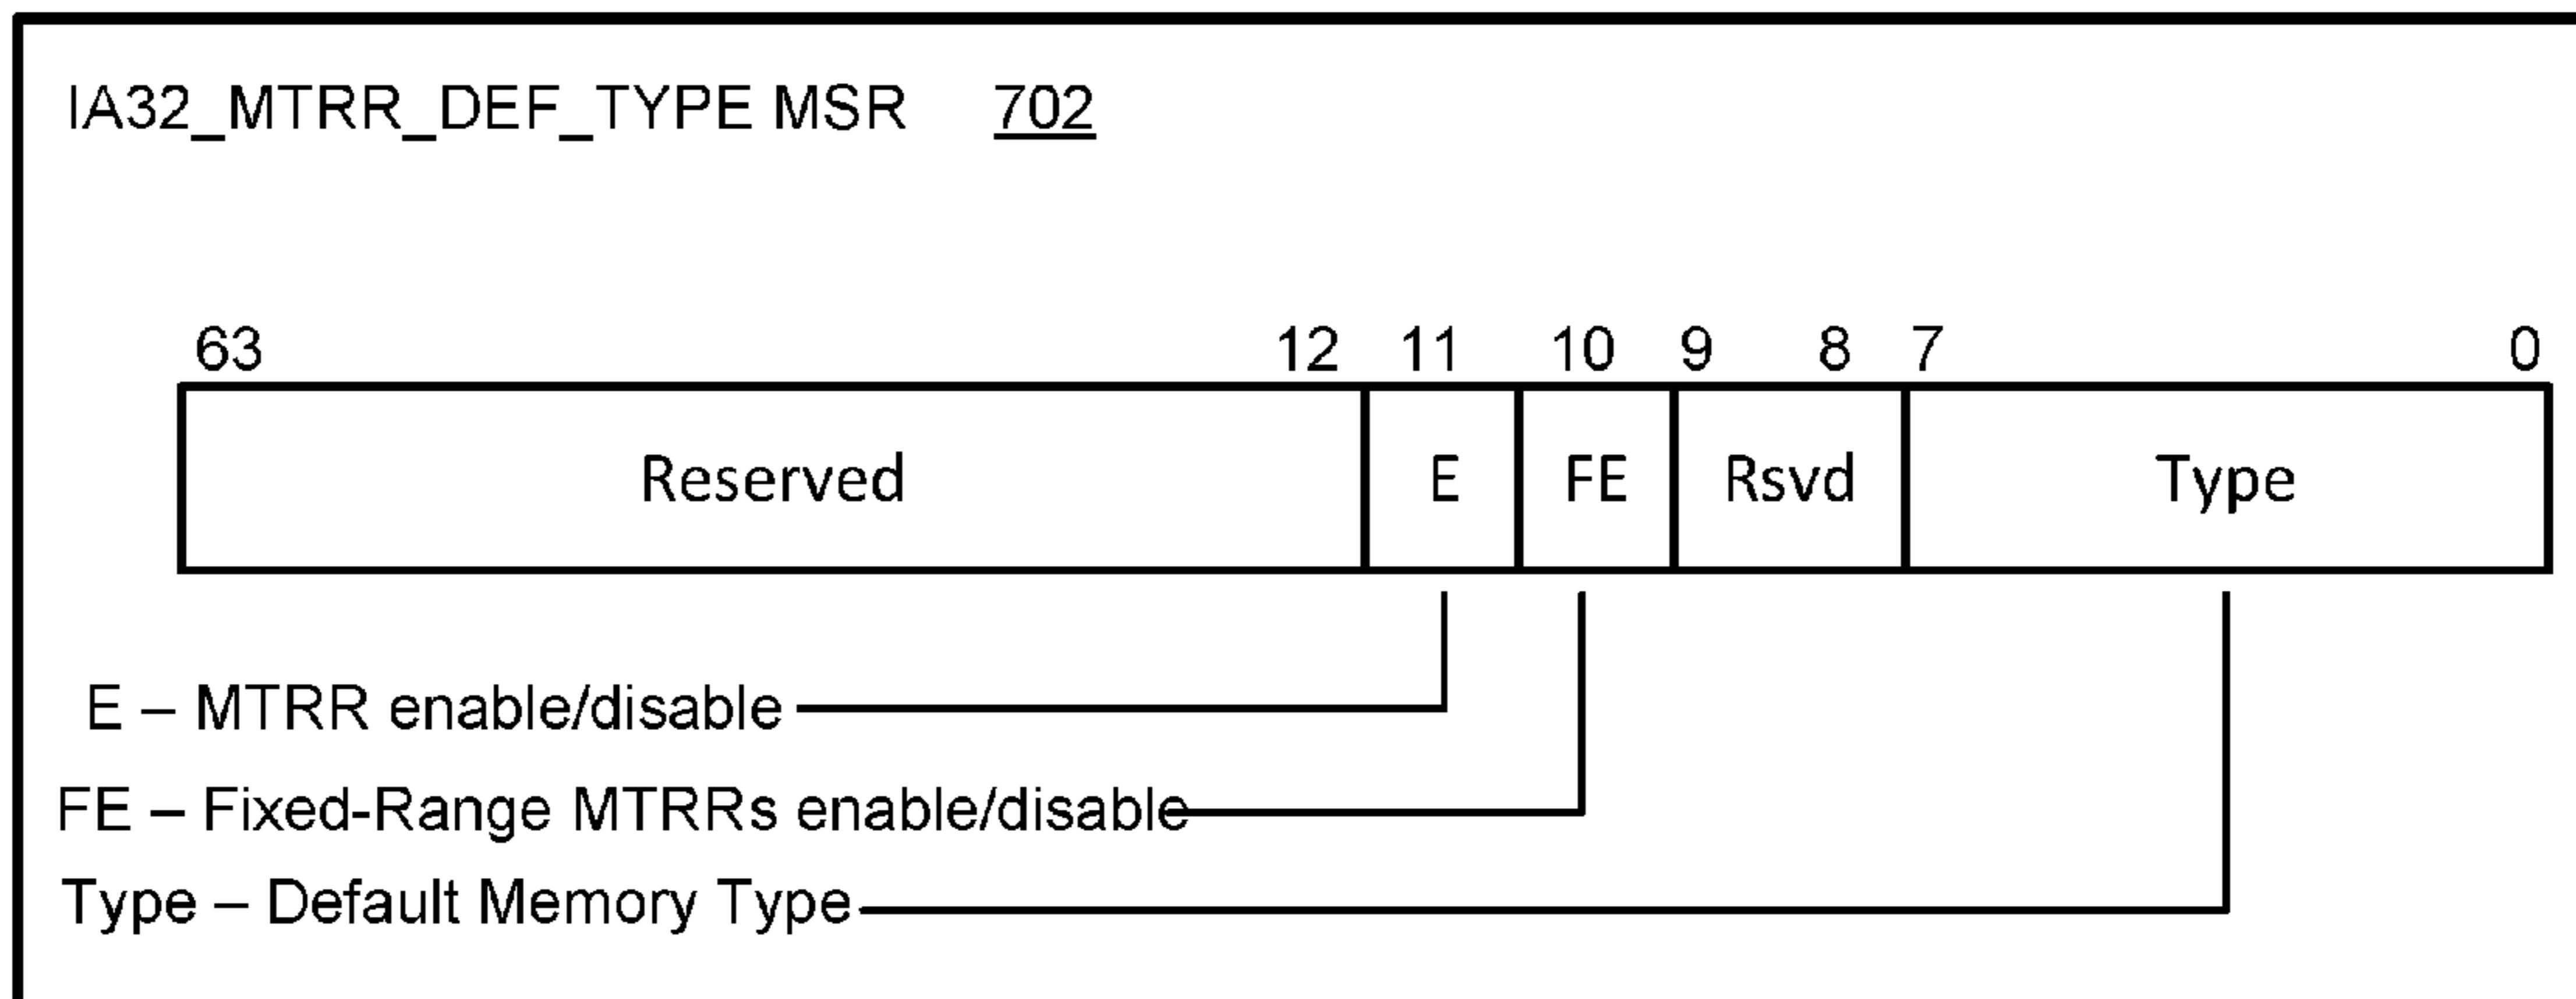 IA32_MTRR_DEF_TYPE MSR 702
63 12 11 10 9 8 7 0
Reserved E FE Rsvd Type
E – MTRR enable/disable
FE – Fixed-Range MTRRs enable/disable
Type – Default Memory Type